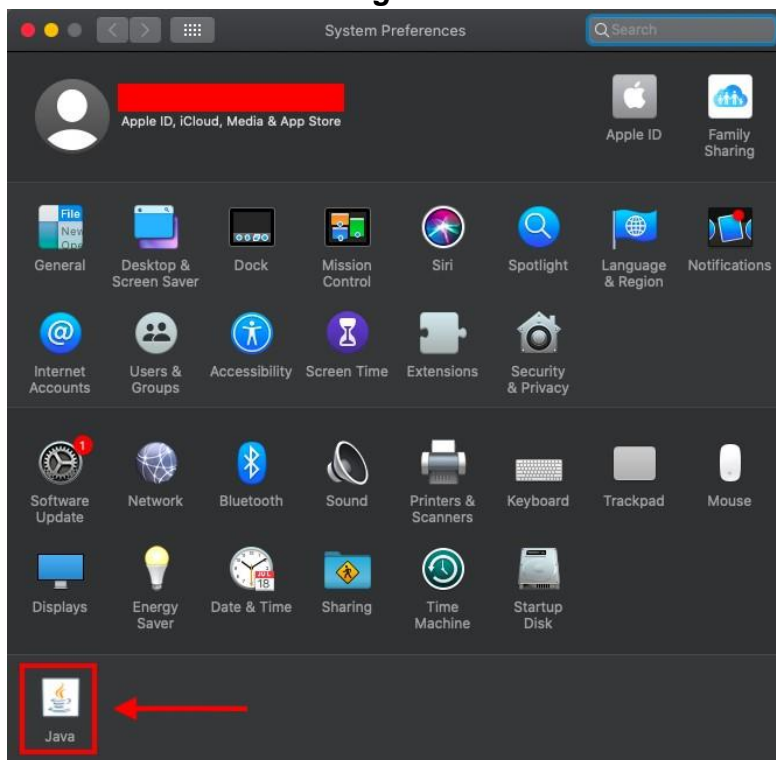 System Preferences
Search
Apple ID, iCloud, Media & App Store
Apple ID
Family
Sharing
File
New
General
Desktop &
Screen Saver
Dock
Mission
Control
Siri
Spotlight
Language
& Region
Notifications
Internet
Accounts
Users &
Groups
Accessibility
Screen Time
Extensions
Security
& Privacy
1
Software
Update
Network
Bluetooth
Sound
Printers &
Scanners
Keyboard
Trackpad
Mouse
JUL
18
Displays
Energy
Saver
Date & Time
Sharing
Time
Machine
Startup
Disk
Java